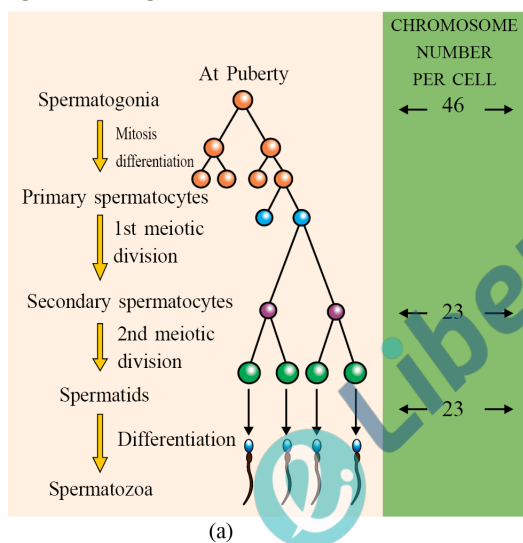 CHROMOSOME
NUMBER
PER CELL
At Puberty
Spermatogonia
46
Mitosis
differentiation
Primary spermatocytes
1st meiotic
division
Secondary spermatocytes
23
2nd meiotic
division
Spermatids
23
Differentiation
Spermatozoa
(a)
Liber